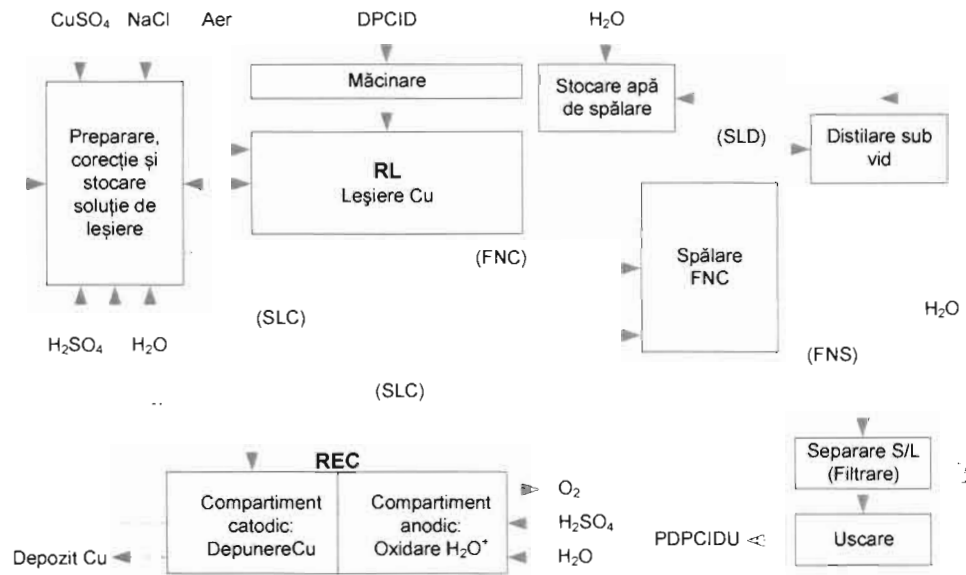 CuSO₄ NaCl Aer DPCID H₂O
Măcinare
Stocare apă
de spălare
Preparare,
corecție și
stocare
soluție de
leșiere
RL
Leşiere Cu
(SLD)
Distilare sub
vid
(FNC)
Spălare
FNC
(SLC)
H₂O
H₂SO₄ H₂O
(FNS)
(SLC)
REC
Separare S/L
(Filtrare)
Compartiment
catodic:
DepunereCu
Compartiment
anodic:
Oxidare H₂O⁺
O₂
H₂SO₄
H₂O
Depozit Cu
PDPCIDU
Uscare